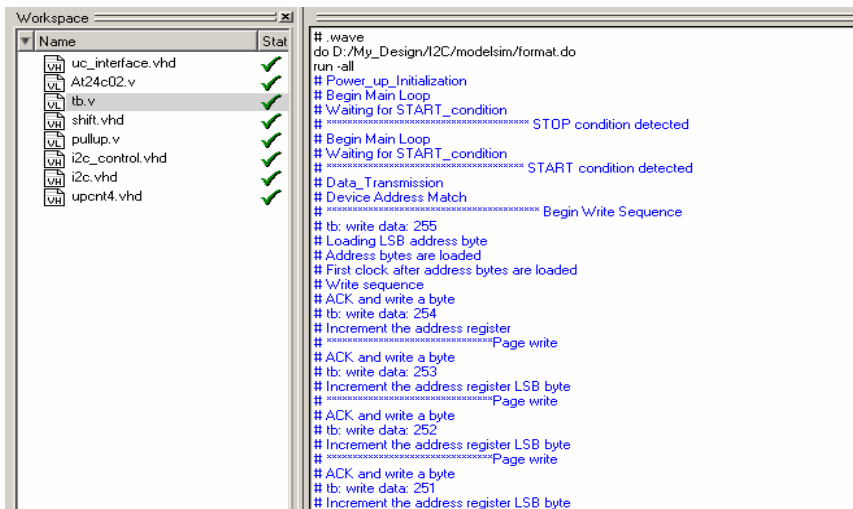 Workspace
Name Stat
uc_interface.vhd
At24c02.v
tb.v
shift.vhd
pullup.v
i2c_control.vhd
i2c.vhd
upcnt4.vhd
# .wave
do D:/My_Design/I2C/modelsim/format.do
run -all
# Power_up_Initialization
# Begin Main Loop
# Waiting for START_condition
# ************************************ STOP condition detected
# Begin Main Loop
# Waiting for START_condition
# *********************************** START condition detected
# Data_Transmission
# Device Address Match
# ************************************** Begin Write Sequence
# tb: write data: 255
# Loading LSB address byte
# Address bytes are loaded
# First clock after address bytes are loaded
# Write sequence
# ACK and write a byte
# tb: write data: 254
# Increment the address register
# ******************************Page write
# ACK and write a byte
# tb: write data: 253
# Increment the address register LSB byte
# ******************************Page write
# ACK and write a byte
# tb: write data: 252
# Increment the address register LSB byte
# ******************************Page write
# ACK and write a byte
# tb: write data: 251
# Increment the address register LSB byte